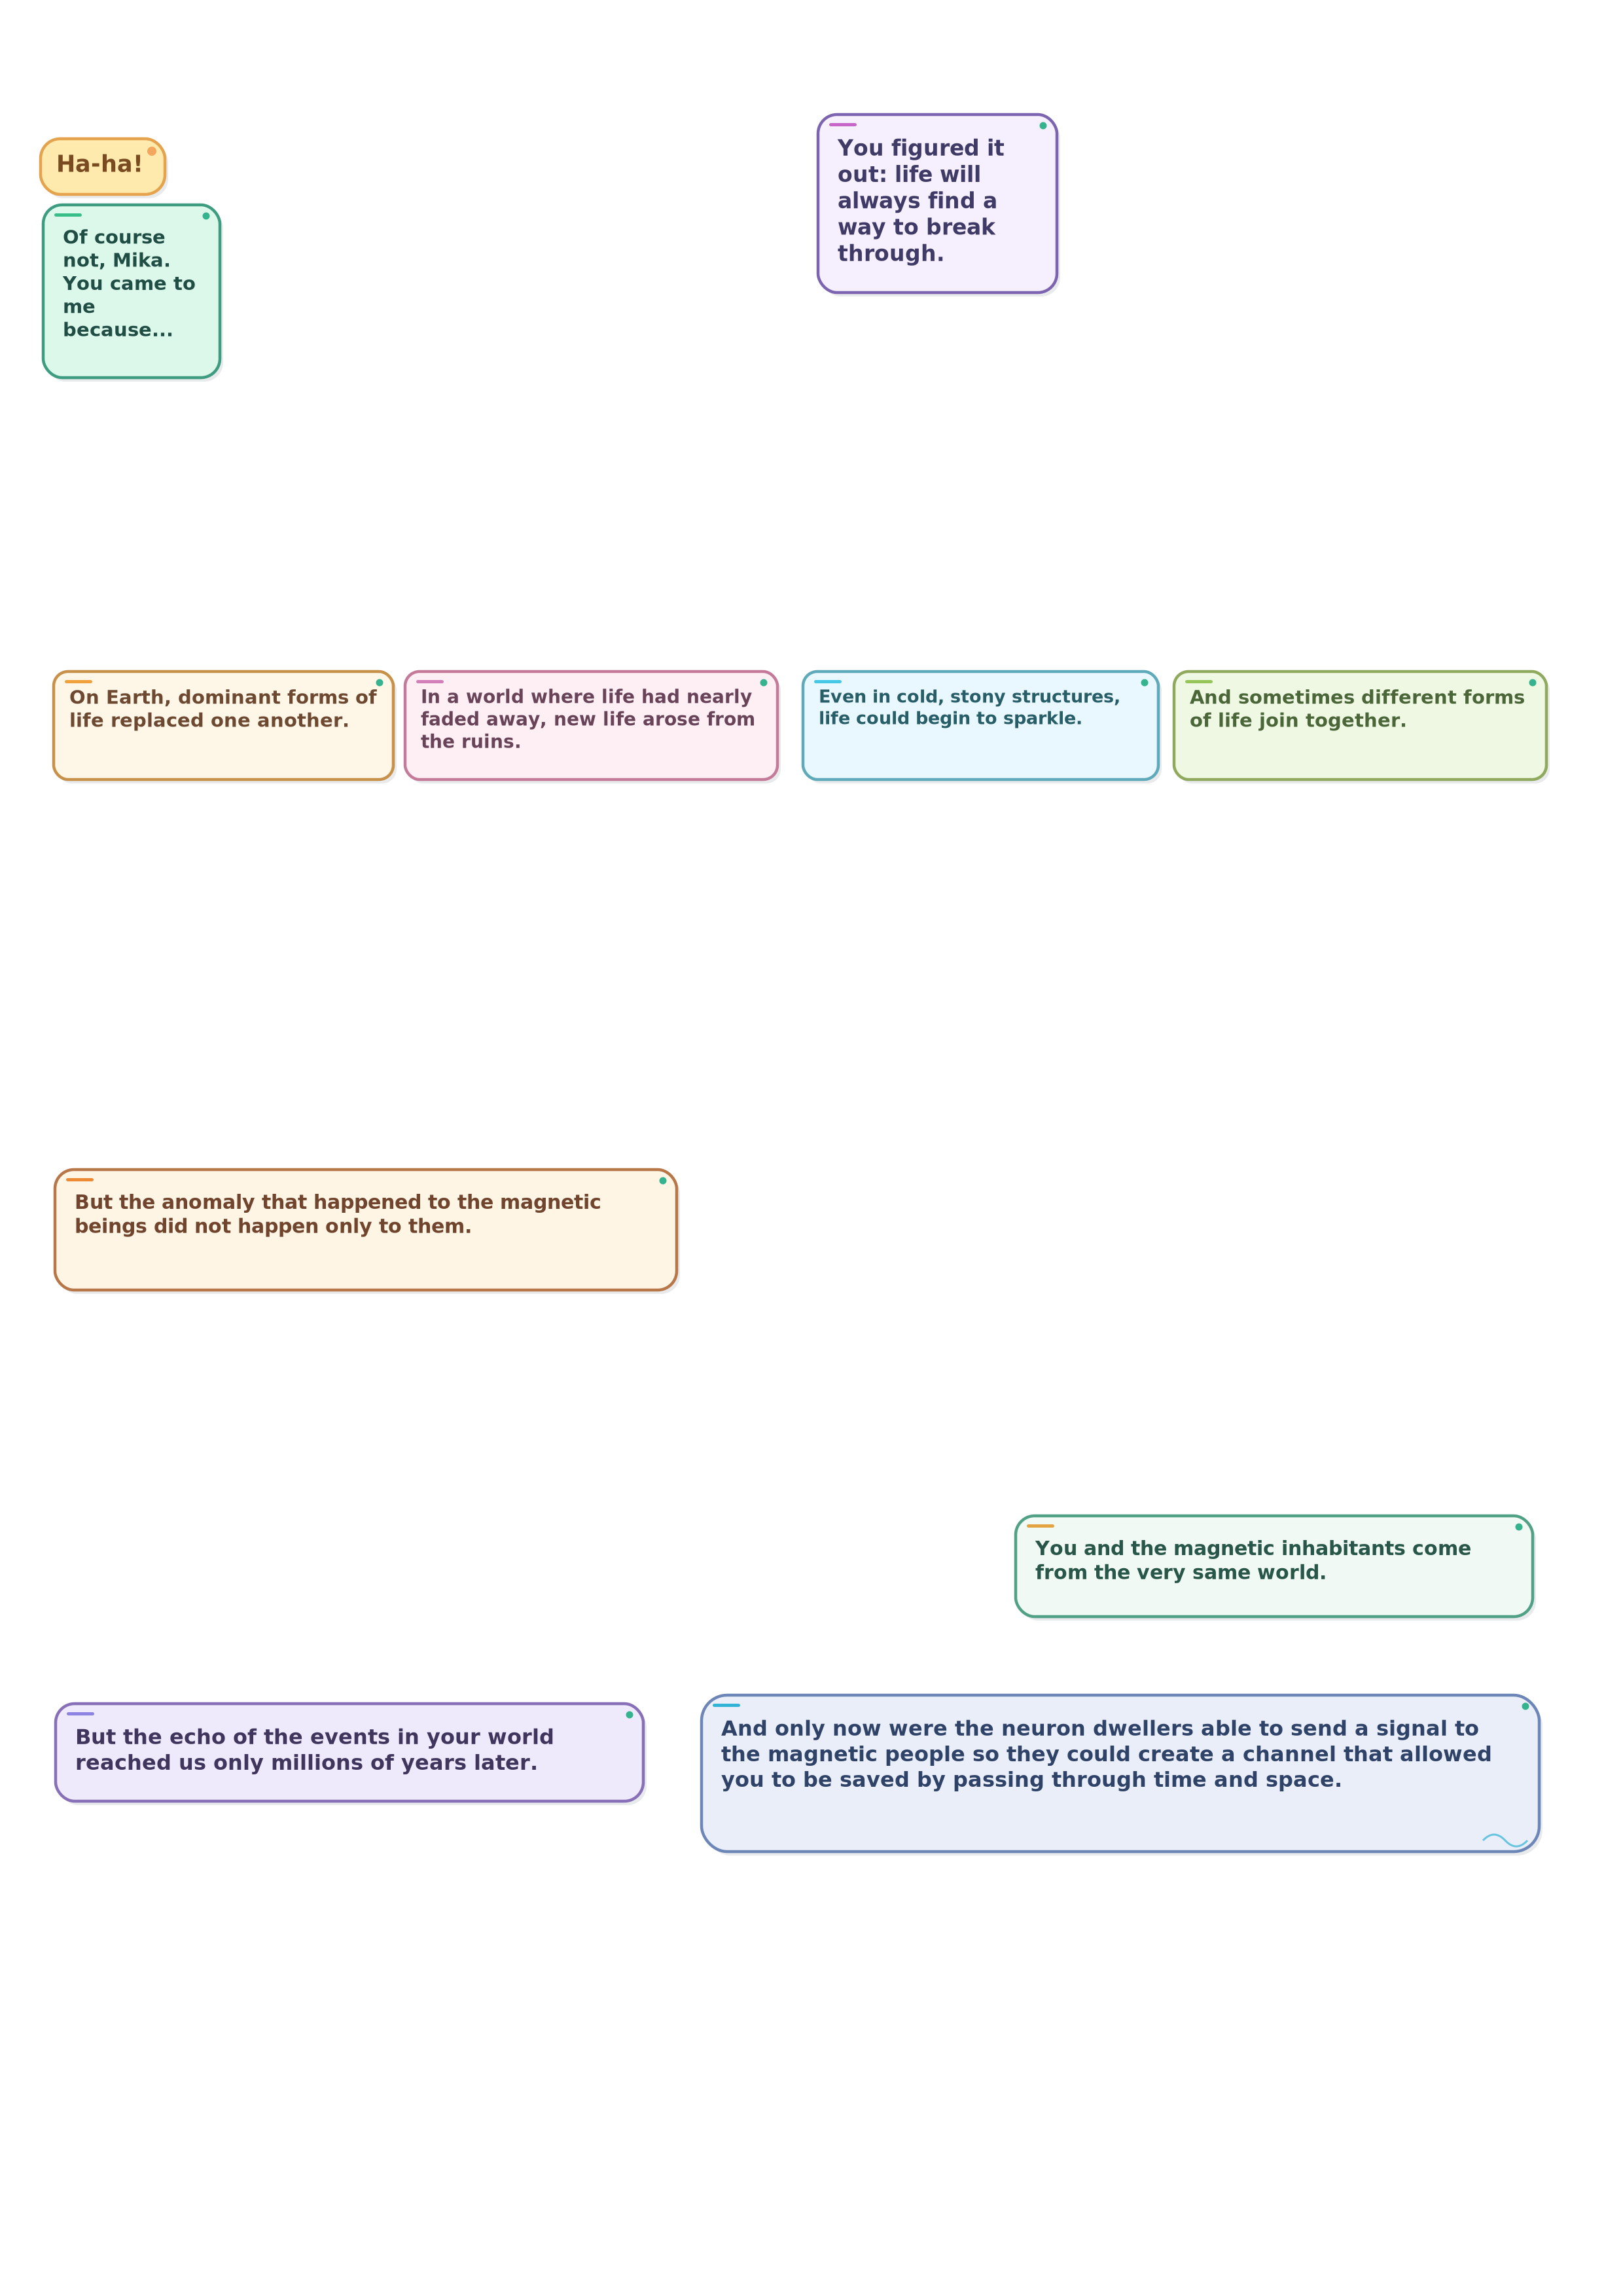 Ha-ha!
Of course
not, Mika.
You came to
me
because...
You figured it
out: life will
always find a
way to break
through.
On Earth, dominant forms of
life replaced one another.
In a world where life had nearly
faded away, new life arose from
the ruins.
Even in cold, stony structures,
life could begin to sparkle.
And sometimes different forms
of life join together.
But the anomaly that happened to the magnetic
beings did not happen only to them.
You and the magnetic inhabitants come
from the very same world.
But the echo of the events in your world
reached us only millions of years later.
And only now were the neuron dwellers able to send a signal to
the magnetic people so they could create a channel that allowed
you to be saved by passing through time and space.